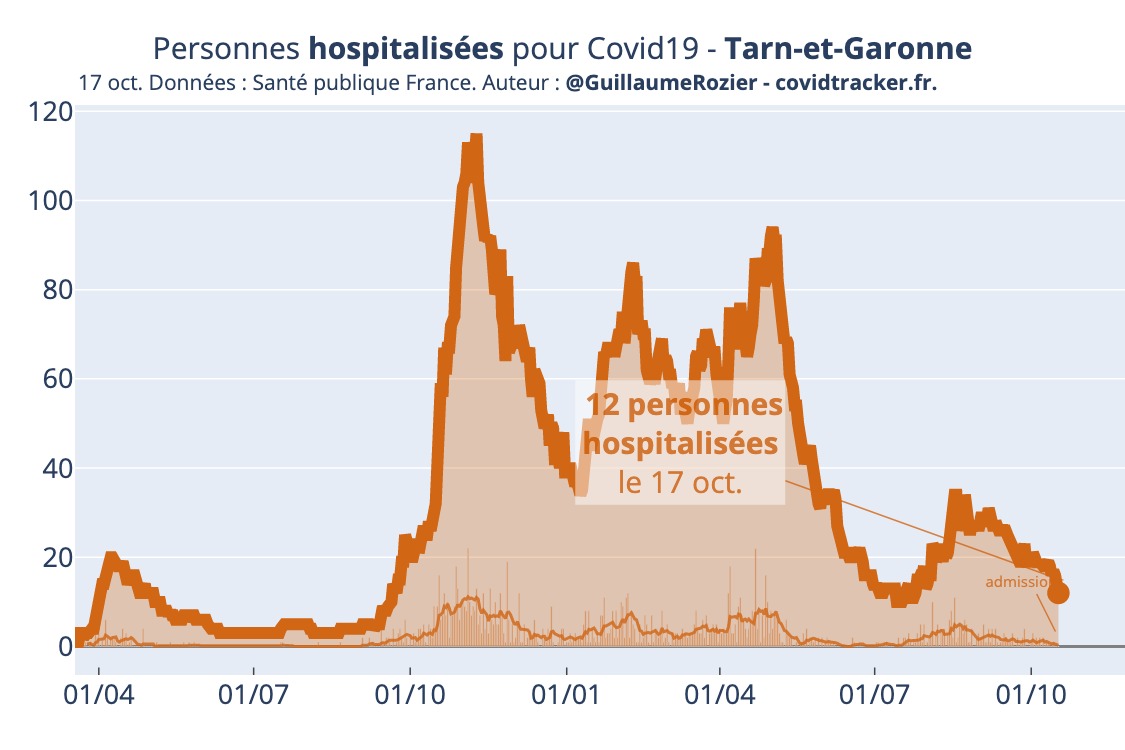 Personnes hospitalisées pour Covid19 - Tarn-et-Garonne
17 oct. Données : Santé publique France. Auteur : @GuillaumeRozier - covidtracker.fr.
120
100
80
60
40
20
0
12 personnes
hospitalisées
le 17 oct.
admissio
01/04 01/07 01/10 01/01 01/04 01/07 01/10